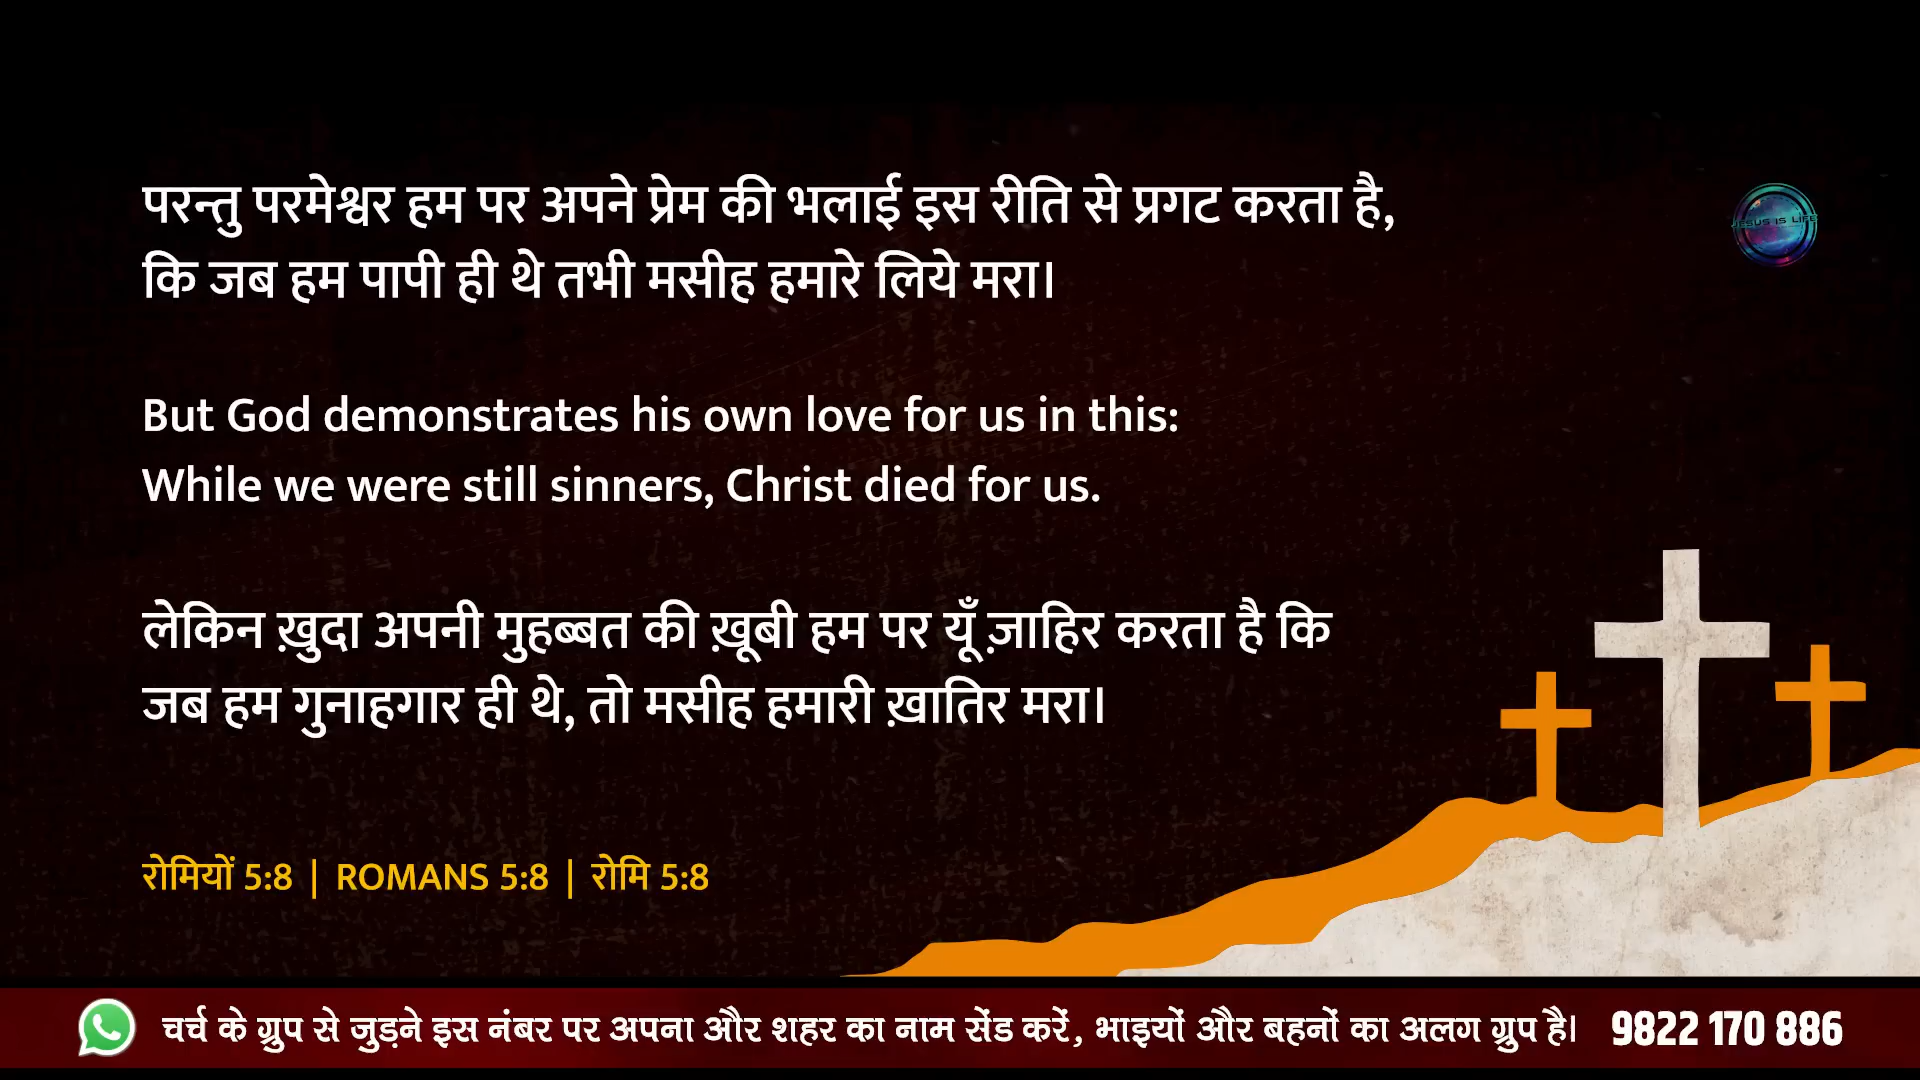 परन्तु परमेश्वर हम पर अपने प्रेम की भलाई इस रीति से प्रगट करता है,
कि जब हम पापी ही थे तभी मसीह हमारे लिये मरा।
JESUS IS LIFE
But God demonstrates his own love for us in this:
While we were still sinners, Christ died for us.
लेकिन ख़ुदा अपनी मुहब्बत की ख़ूबी हम पर यूँ ज़ाहिर करता है कि
जब हम गुनाहगार ही थे, तो मसीह हमारी ख़ातिर मरा।
रोमियों 5:8 | ROMANS 5:8 | रोमि 5:8
चर्च के ग्रुप से जुड़ने इस नंबर पर अपना और शहर का नाम सेंड करें, भाइयों और बहनों का अलग ग्रुप है। 9822 170 886